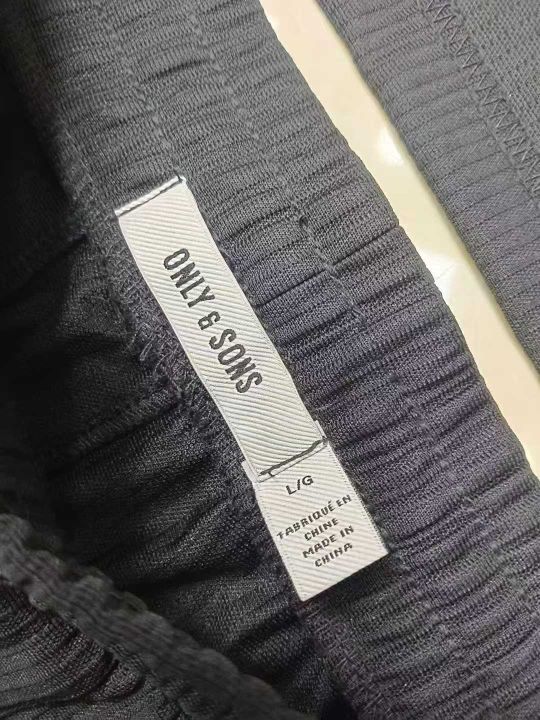 ONLY & SONS
L/G
FABRIQUÉ EN
CHINE
MADE IN
CHINA